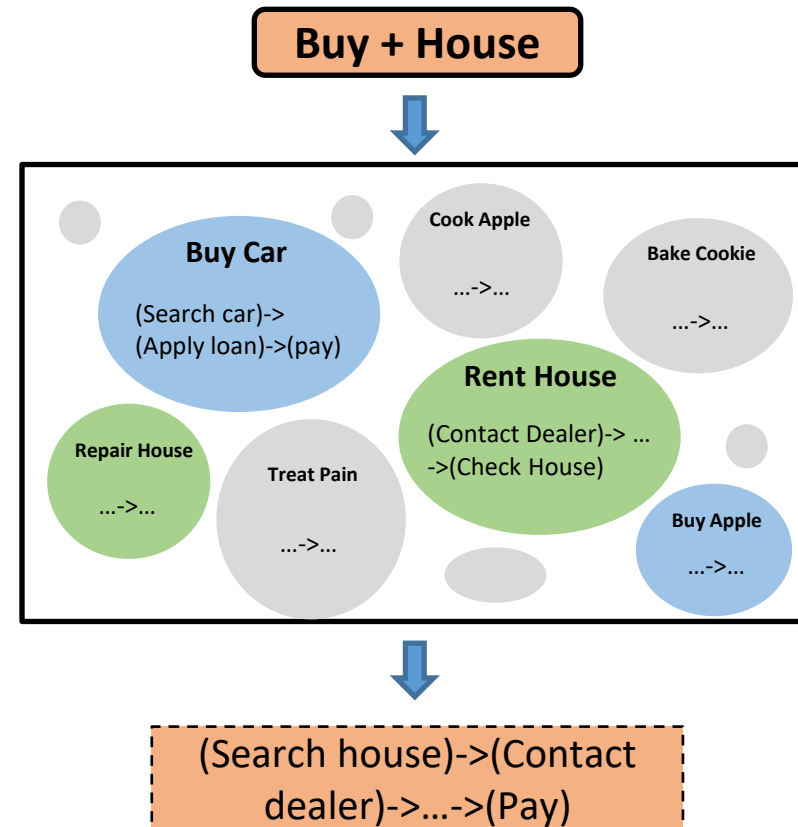 Buy + House
Buy Car
(Search car)->
(Apply loan)->(pay)
Cook Apple
...->...
Bake Cookie
...->...
Rent House
(Contact Dealer)-> ...
->(Check House)
Repair House
...->...
Treat Pain
...->...
Buy Apple
...->...
(Search house)->(Contact
dealer)->...->(Pay)